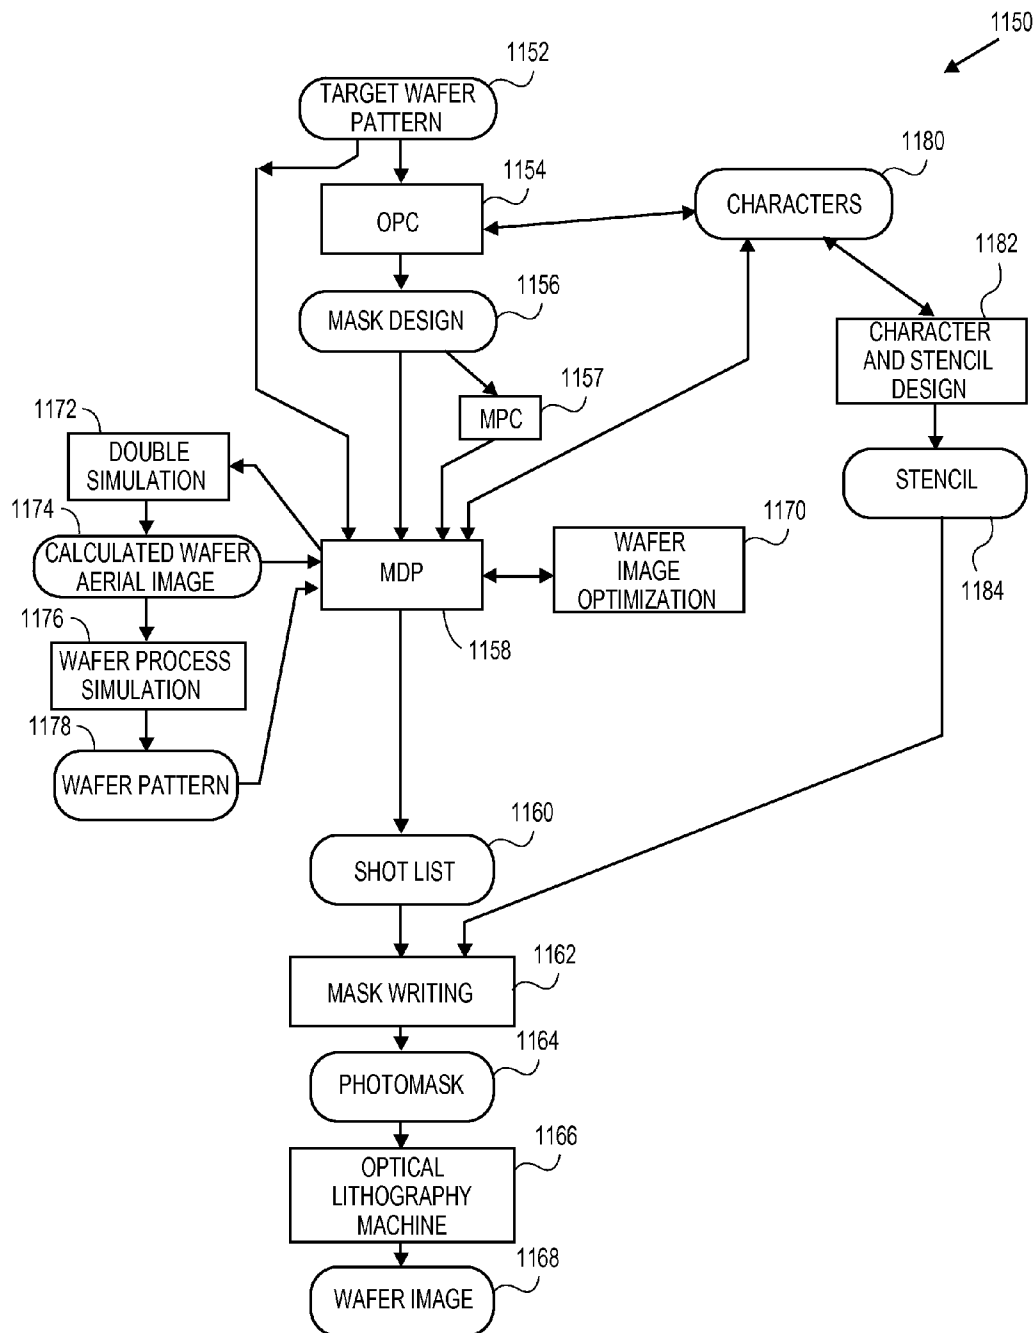 1150
1152
TARGET WAFER
PATTERN
1154
OPC
1180
CHARACTERS
1156
MASK DESIGN
1182
CHARACTER
AND STENCIL
DESIGN
1157
MPC
1172
DOUBLE
SIMULATION
1174
CALCULATED WAFER
AERIAL IMAGE
MDP
1158
1170
WAFER
IMAGE
OPTIMIZATION
STENCIL
1184
1176
WAFER PROCESS
SIMULATION
1178
WAFER PATTERN
1160
SHOT LIST
1162
MASK WRITING
1164
PHOTOMASK
1166
OPTICAL
LITHOGRAPHY
MACHINE
1168
WAFER IMAGE